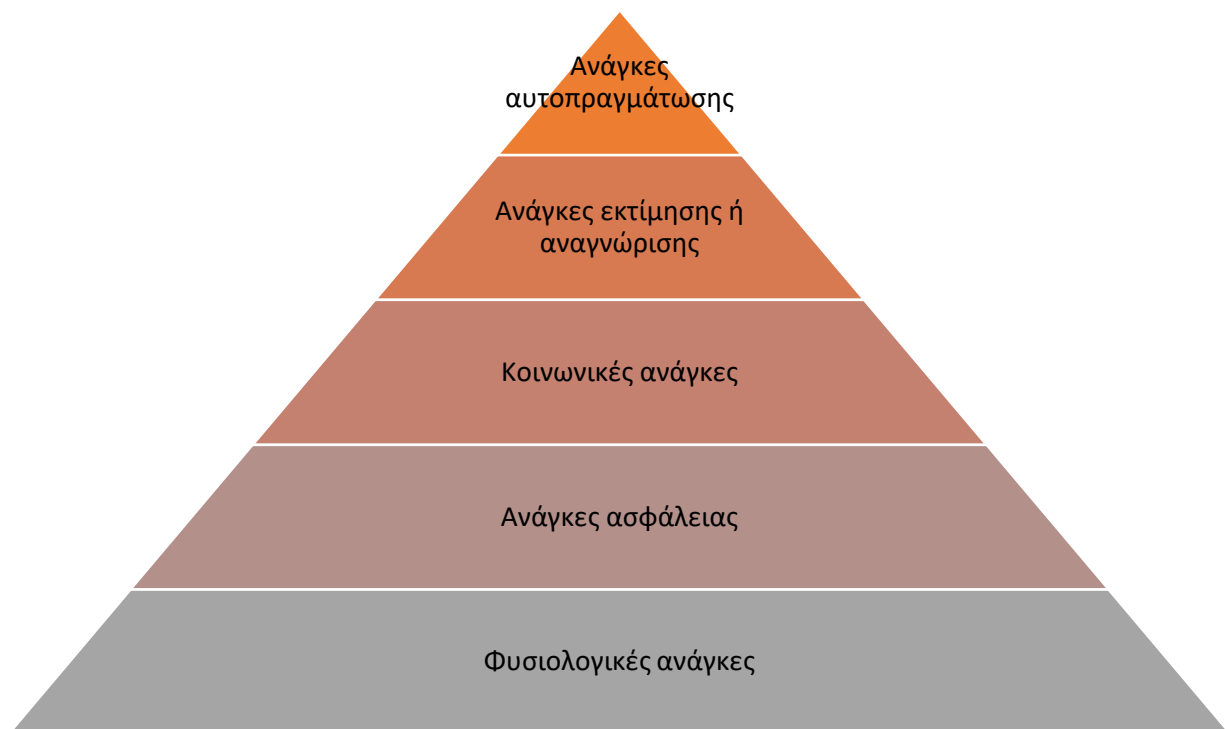 Ανάγκες
αυτοπραγμάτωσης
Ανάγκες εκτίμησης ή
αναγνώρισης
Κοινωνικές ανάγκες
Ανάγκες ασφάλειας
Φυσιολογικές ανάγκες